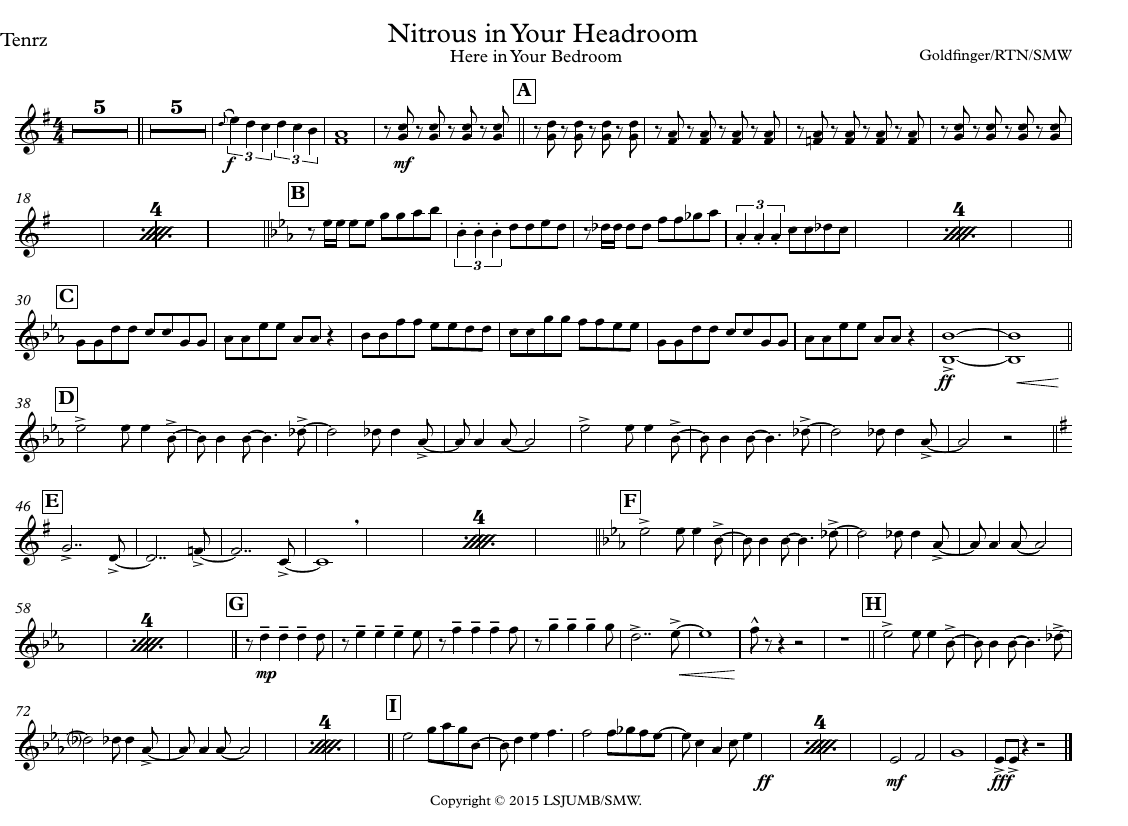 Nitrous in Your Headroom
Tenrz
Here in Your Bedroom
Goldfinger/RTN/SMW
A
5 5
3 3
f mf
18
B
4 3 3 4
30
C
ff
38
D
46
E
4
F
58
4
G
H
mp
72
4
I
4
ff mf fff
Copyright © 2015 LSJUMB/SMW.